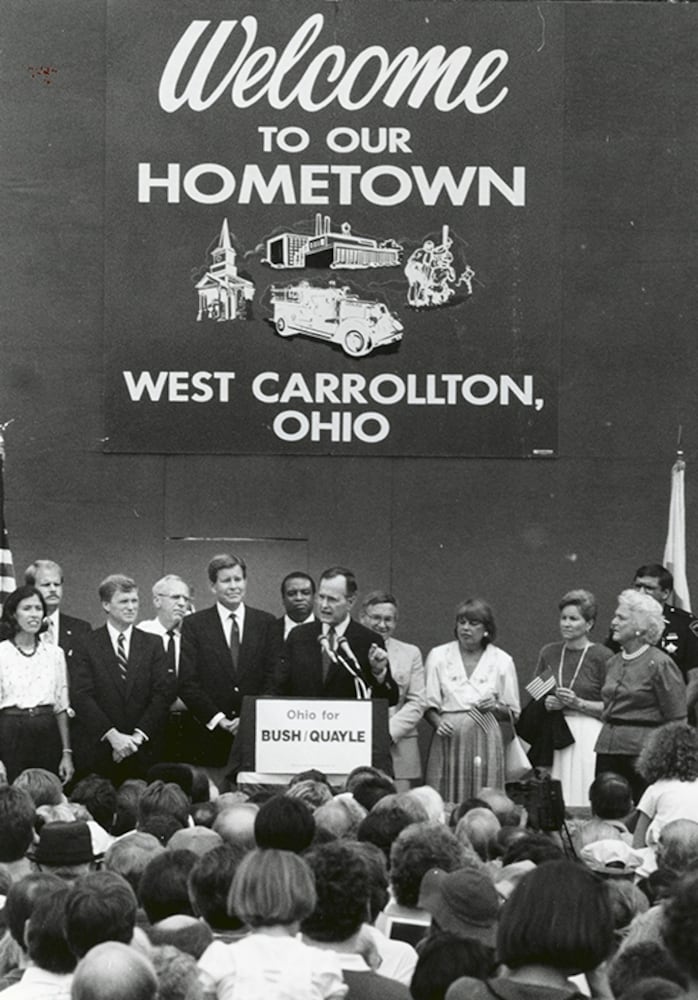 Welcome
TO OUR
HOMETOWN
WEST CARROLLTON,
OHIO
Ohio for
BUSH/QUAYLE